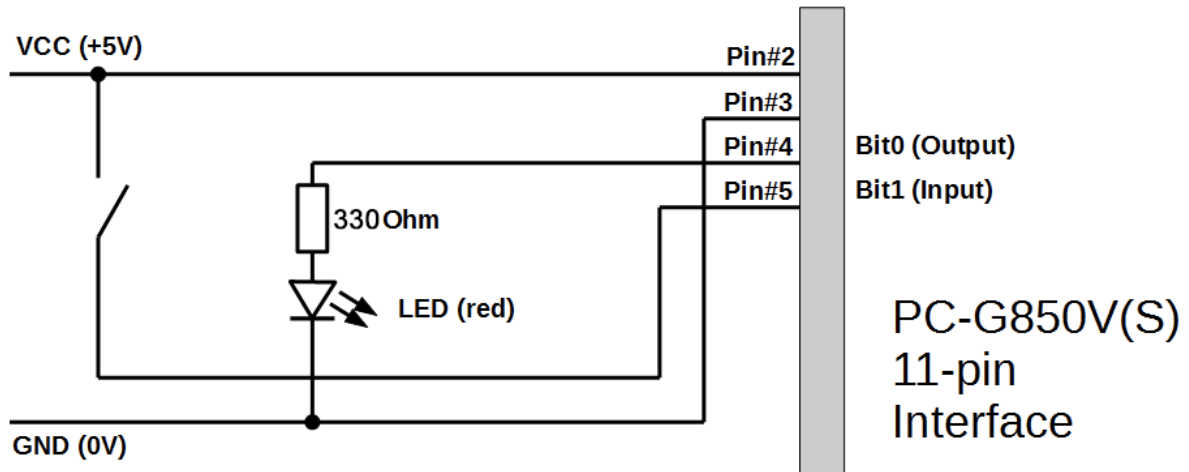 VCC (+5V)
Pin#2
Pin#3
Pin#4
Bit0 (Output)
Pin#5
Bit1 (Input)
330Ohm
LED (red)
PC-G850V(S)
11-pin
Interface
GND (0V)